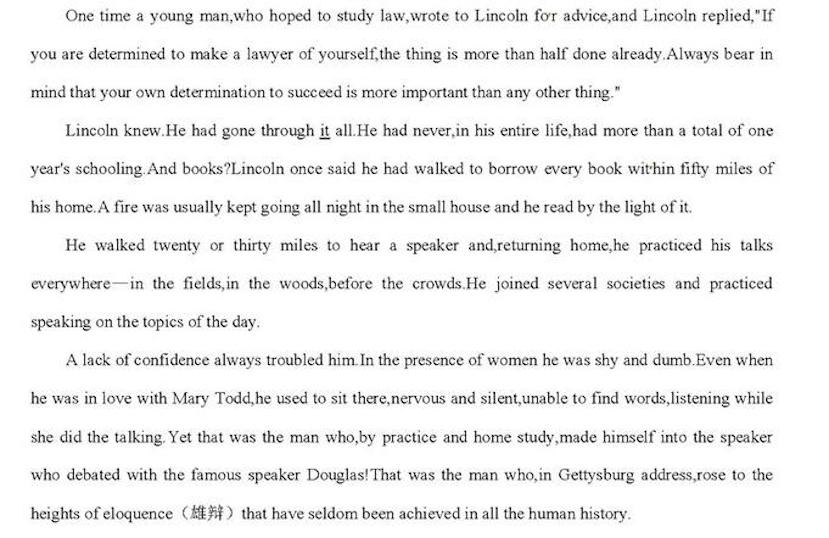 One time a young man,who hoped to study law,wrote to Lincoln for advice,and Lincoln replied,"If
you are determined to make a lawyer of yourself,the thing is more than half done already.Always bear in
mind that your own determination to succeed is more important than any other thing."
Lincoln knew.He had gone through it all.He had never,in his entire life,had more than a total of one
year's schooling.And books?Lincoln once said he had walked to borrow every book within fifty miles of
his home.A fire was usually kept going all night in the small house and he read by the light of it.
He walked twenty or thirty miles to hear a speaker and,returning home,he practiced his talks
everywhere—in the fields,in the woods,before the crowds.He joined several societies and practiced
speaking on the topics of the day.
A lack of confidence always troubled him.In the presence of women he was shy and dumb.Even when
he was in love with Mary Todd,he used to sit there,nervous and silent,unable to find words,listening while
she did the talking.Yet that was the man who,by practice and home study,made himself into the speaker
who debated with the famous speaker Douglas!That was the man who,in Gettysburg address,rose to the
heights of eloquence（雄辩）that have seldom been achieved in all the human history.